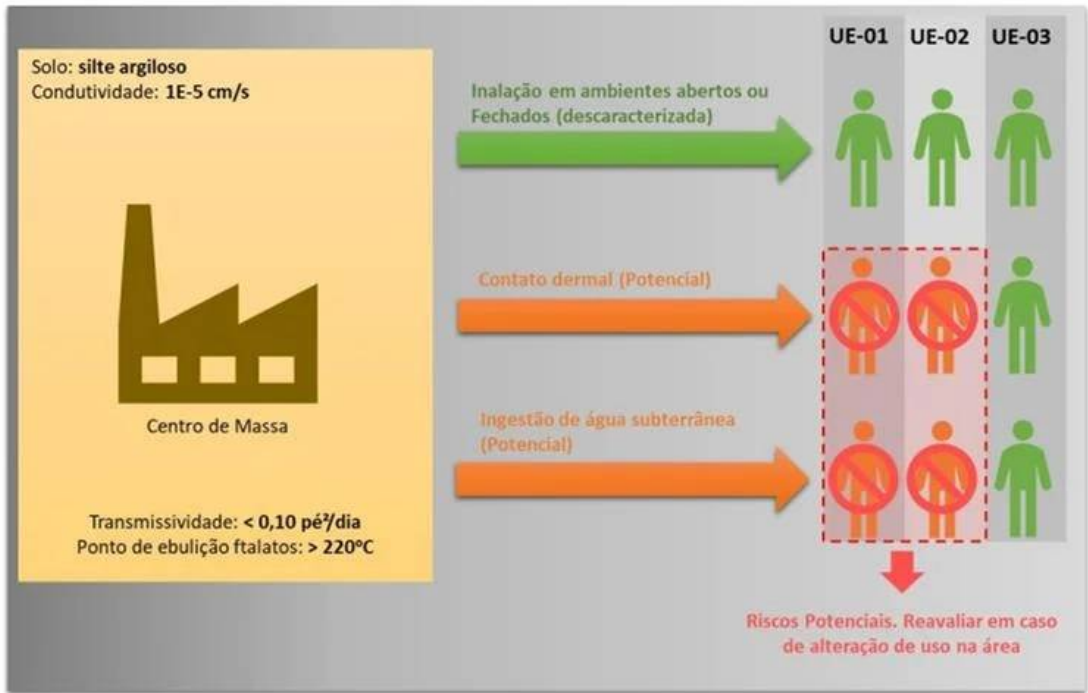 UE-01 UE-02 UE-03
Solo: silte argiloso
Condutividade: 1E-5 cm/s
Inalação em ambientes abertos ou
Fechados (descaracterizada)
Contato dermal (Potencial)
Centro de Massa
Ingestão de água subterrânea
(Potencial)
Transmissividade: < 0,10 pé²/dia
Ponto de ebulição ftalatos: > 220ºC
Riscos Potenciais. Reavaliar em caso
de alteração de uso na área